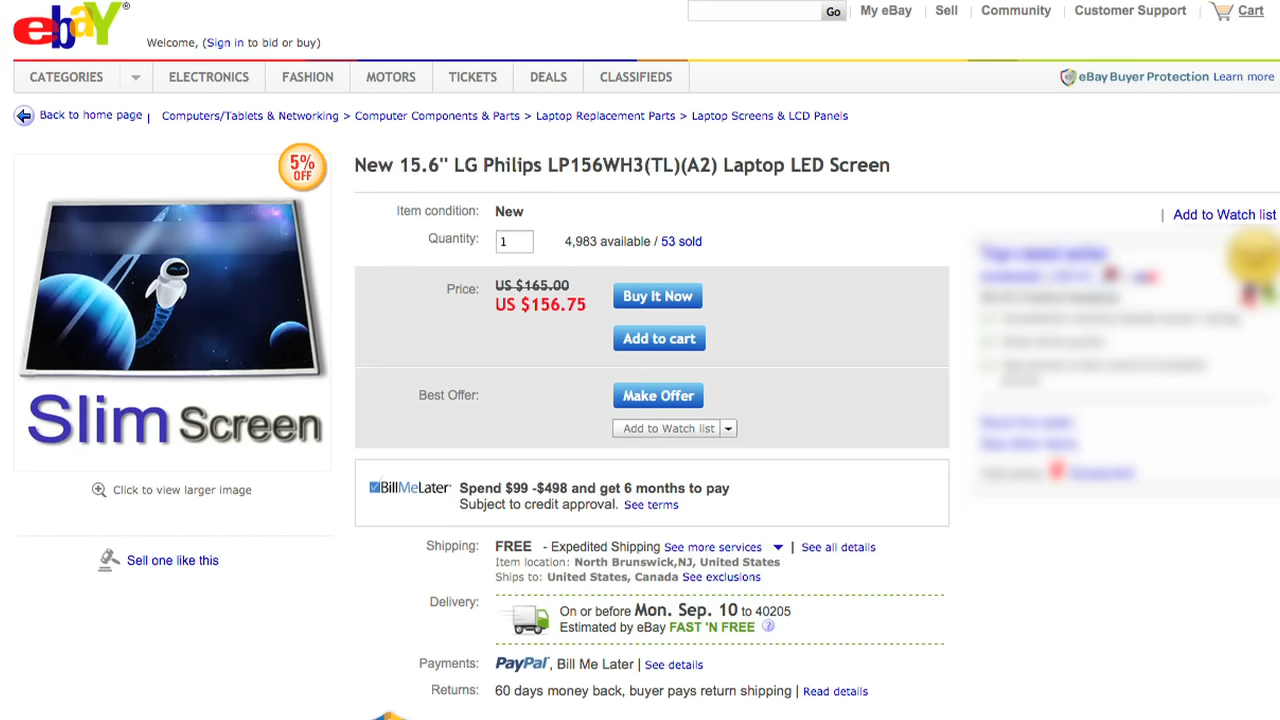 ebaY®
Go
My eBay | Sell Community Customer Support Cart
Welcome, (Sign in to bid or buy)
CATEGORIES ELECTRONICS FASHION MOTORS TICKETS DEALS CLASSIFIEDS
eBay Buyer Protection Learn more
Back to home page | Computers/Tablets & Networking > Computer Components & Parts > Laptop Replacement Parts > Laptop Screens & LCD Panels
5%
OFF
New 15.6" LG Philips LP156WH3(TL)(A2) Laptop LED Screen
Item condition: New
| Add to Watch list
Quantity: 1 4,983 available / 53 sold
Price: US $165.00
US $156.75
Buy It Now
Add to cart
Best Offer: Make Offer
Add to Watch list
Slim Screen
Click to view larger image
Sell one like this
BillMeLater Spend $99 -$498 and get 6 months to pay
Subject to credit approval. See terms
Shipping: FREE - Expedited Shipping See more services | See all details
Item location: North Brunswick,NJ, United States
Ships to: United States, Canada See exclusions
Delivery: On or before Mon. Sep. 10 to 40205
Estimated by eBay FAST 'N FREE ?
Payments: PayPal, Bill Me Later | See details
Returns: 60 days money back, buyer pays return shipping | Read details